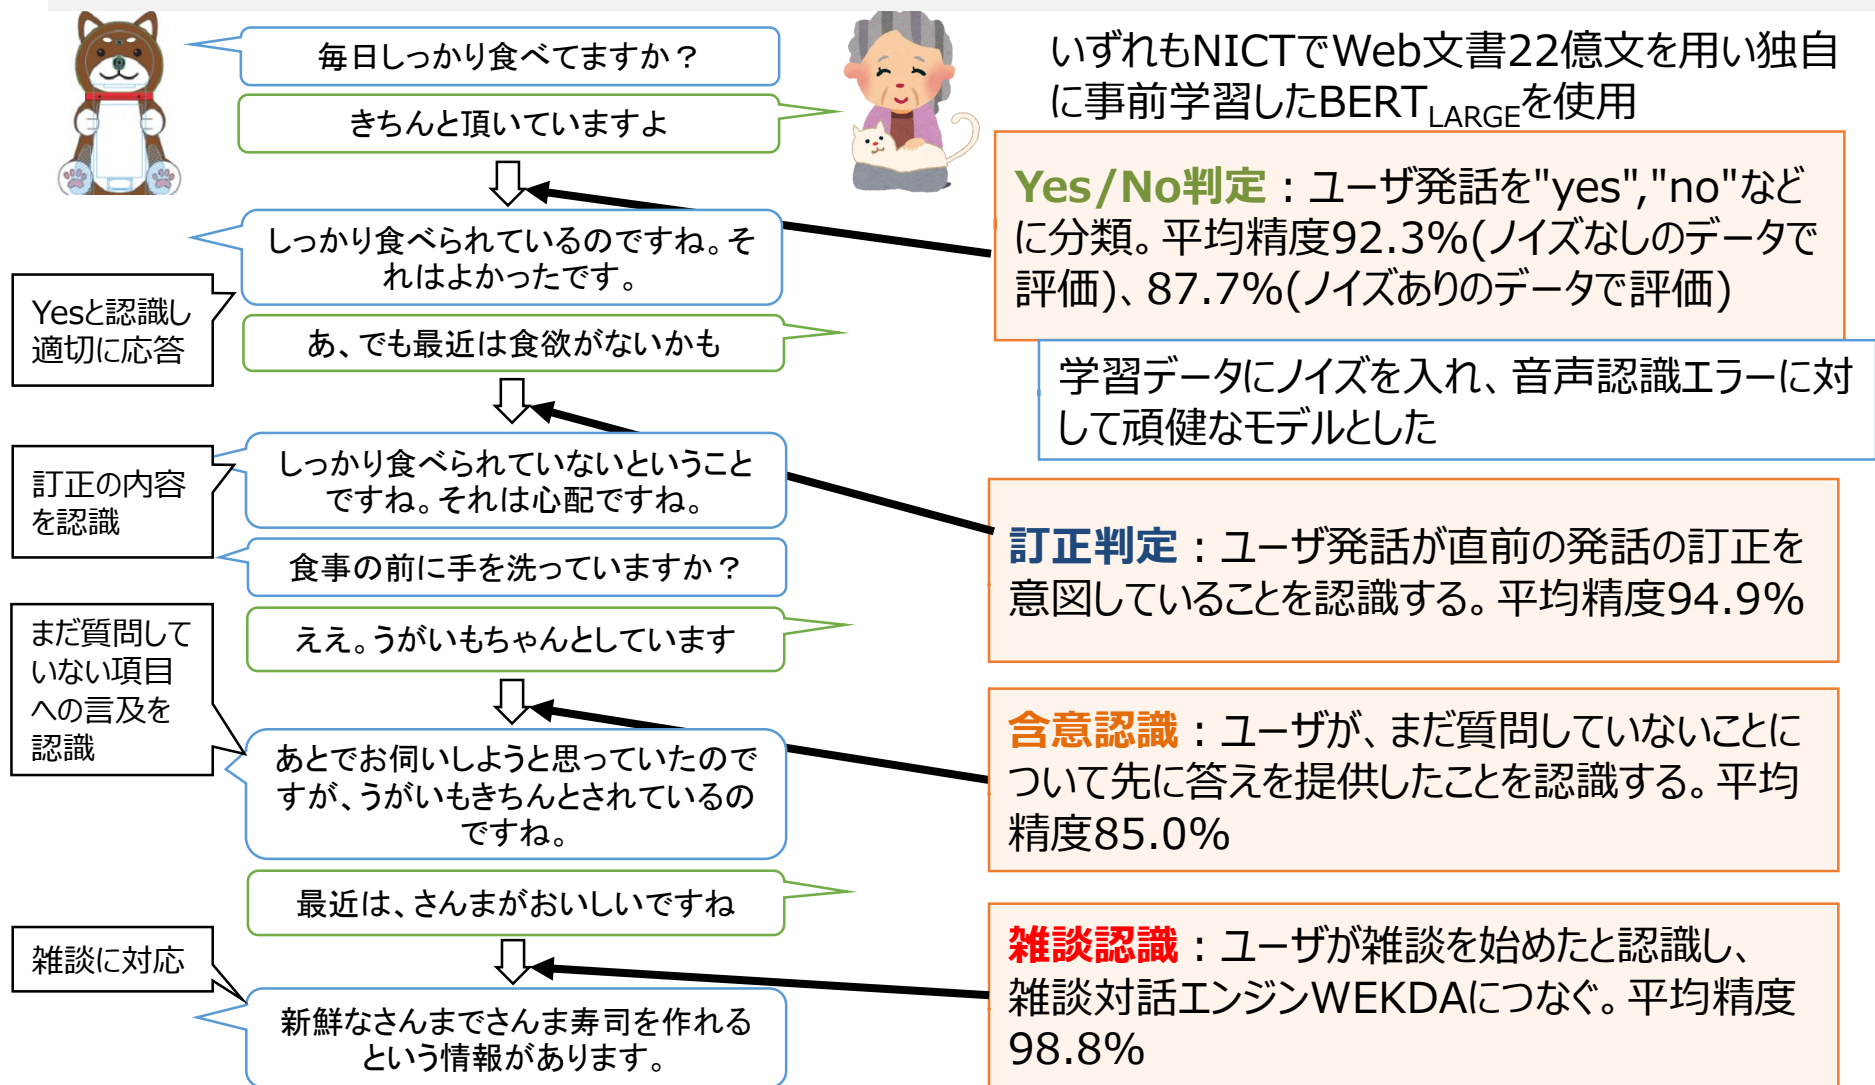 毎日しっかり食べてますか？
きちんと頂いていますよ
しっかり食べられているのですね。そ
れはよかったです。
Yesと認識し
適切に応答
あ、でも最近は食欲がないかも
しっかり食べられていないということ
ですね。それは心配ですね。
訂正の内容
を認識
食事の前に手を洗っていますか？
ええ。うがいもちゃんとしています
まだ質問して
いない項目
への言及を
認識
あとでお伺いしようと思っていたので
すが、うがいもきちんとされているの
ですね。
最近は、さんまがおいしいですね
雑談に対応
新鮮なさんまでさんま寿司を作れる
という情報があります。
いずれもNICTでWeb文書22億文を用い独自
に事前学習したBERTLARGEを使用
Yes/No判定：ユーザ発話を"yes","no"など
に分類。平均精度92.3%(ノイズなしのデータで
評価)、87.7%(ノイズありのデータで評価)
学習データにノイズを入れ、音声認識エラーに対
して頑健なモデルとした
訂正判定：ユーザ発話が直前の発話の訂正を
意図していることを認識する。平均精度94.9%
含意認識：ユーザが、まだ質問していないことに
ついて先に答えを提供したことを認識する。平均
精度85.0%
雑談認識：ユーザが雑談を始めたと認識し、
雑談対話エンジンWEKDAにつなぐ。平均精度
98.8%